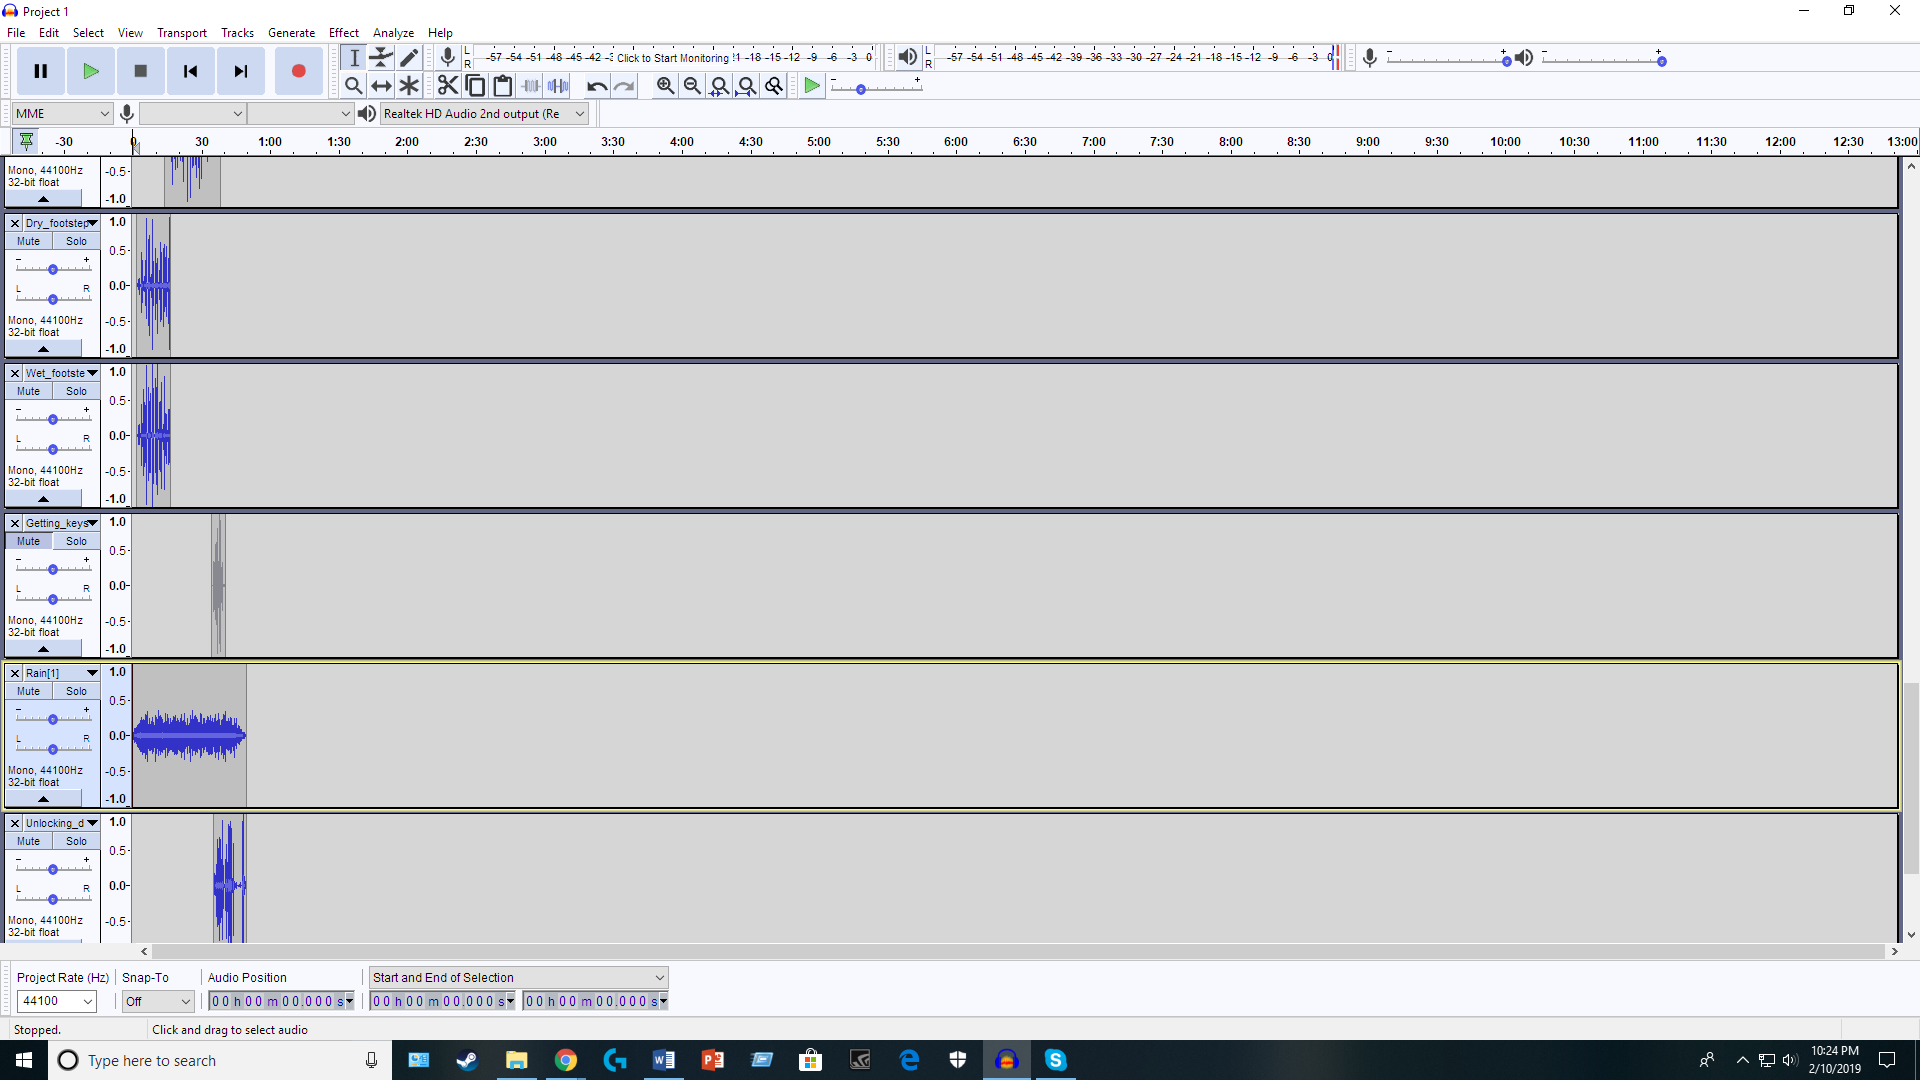 Project 1
File Edit Select View Transport Tracks Generate Effect Analyze Help
L
R
-57 -54 -51 -48 -45 -42 -3 Click to Start Monitoring !1 -18 -15 -12 -9 -6 -3 0
L
R
-57 -54 -51 -48 -45 -42 -39 -36 -33 -30 -27 -24 -21 -18 -15 -12 -9 -6 -3 0
- +
- +
- +
MME
Realtek HD Audio 2nd output (Re
-30 0 30 1:00 1:30 2:00 2:30 3:00 3:30 4:00 4:30 5:00 5:30 6:00 6:30 7:00 7:30 8:00 8:30 9:00 9:30 10:00 10:30 11:00 11:30 12:00 12:30 13:00
Mono, 44100Hz -0.5-
32-bit float
-1.0
Dry_footstep 1.0
Mute Solo
0.5-
- +
L R 0.0-
Mono, 44100Hz -0.5-
32-bit float
-1.0
Wet_footste 1.0
Mute Solo
0.5-
- +
L R 0.0-
Mono, 44100Hz -0.5-
32-bit float
-1.0
Getting_keys 1.0
Mute Solo
0.5-
- +
L R 0.0-
Mono, 44100Hz -0.5-
32-bit float
-1.0
Rain[1] 1.0
Mute Solo
0.5-
- +
L R 0.0-
Mono, 44100Hz -0.5-
32-bit float
-1.0
Unlocking_d 1.0
Mute Solo
0.5-
- +
L R 0.0-
Mono, 44100Hz -0.5-
32-bit float
Project Rate (Hz) Snap-To Audio Position Start and End of Selection
44100 Off 00 h 00 m 00.000 s 00 h 00 m 00.000 s 00 h 00 m 00.000 s
Stopped. Click and drag to select audio
Type here to search
10:24 PM
2/10/2019